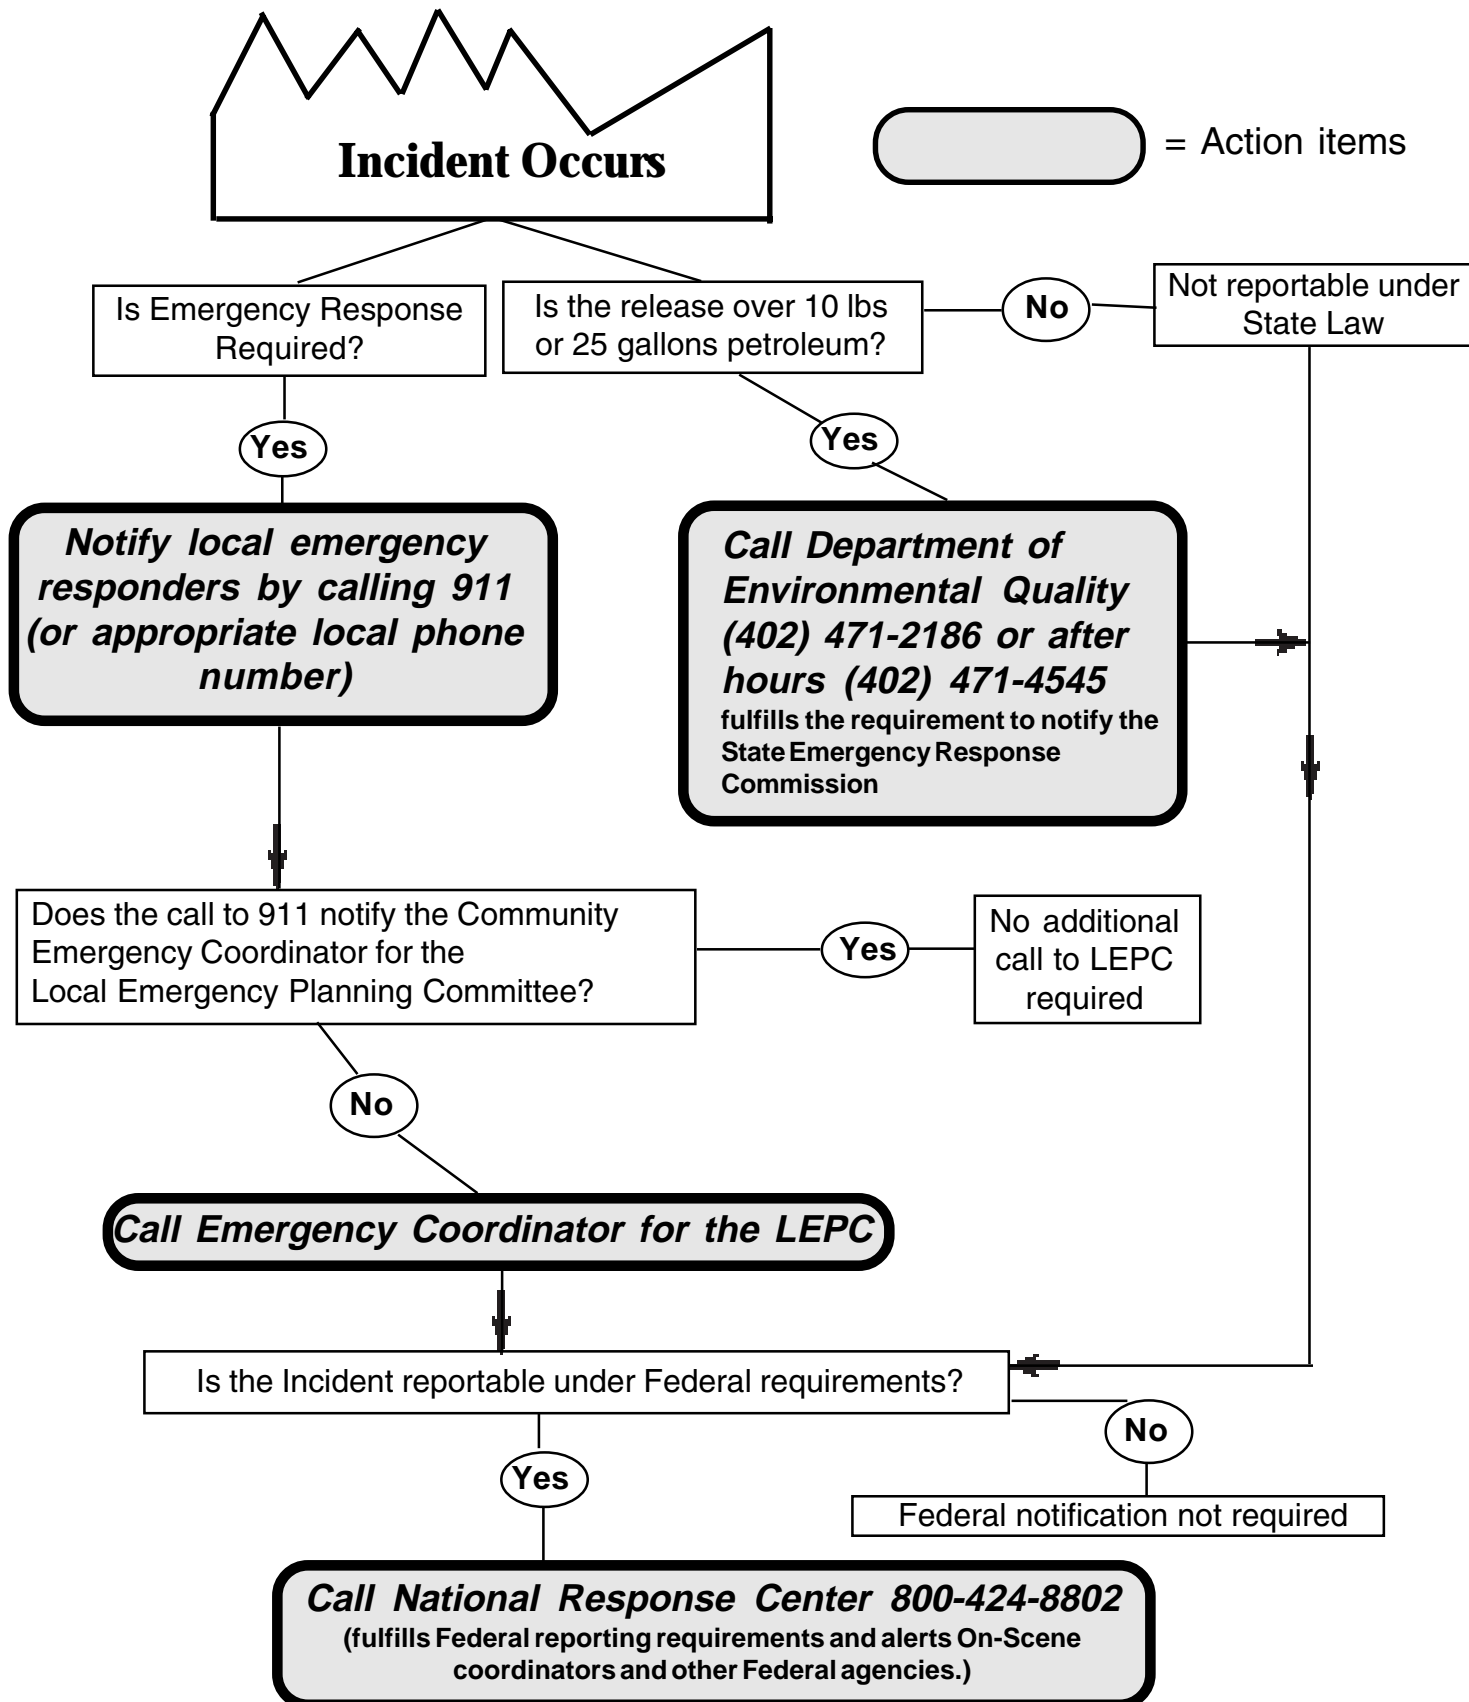 Incident Occurs
= Action items
Is Emergency Response
Required?
Is the release over 10 lbs
or 25 gallons petroleum?
No
Not reportable under
State Law
Yes
Yes
Notify local emergency
responders by calling 911
(or appropriate local phone
number)
Call Department of
Environmental Quality
(402) 471-2186 or after
hours (402) 471-4545
fulfills the requirement to notify the
State Emergency Response
Commission
Does the call to 911 notify the Community
Emergency Coordinator for the
Local Emergency Planning Committee?
Yes
No additional
call to LEPC
required
No
Call Emergency Coordinator for the LEPC
Is the Incident reportable under Federal requirements?
No
Yes
Federal notification not required
Call National Response Center 800-424-8802
(fulfills Federal reporting requirements and alerts On-Scene
coordinators and other Federal agencies.)